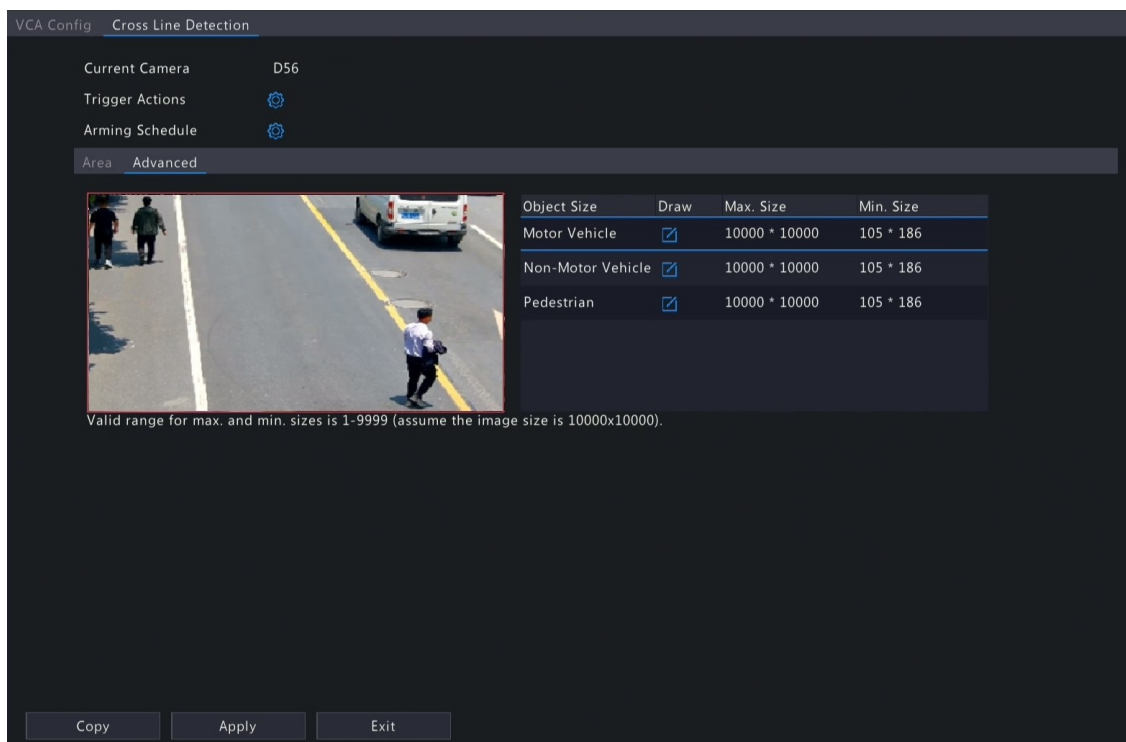 VCA Config Cross Line Detection
Current Camera D56
Trigger Actions
Arming Schedule
Area Advanced
Object Size Draw Max. Size Min. Size
Motor Vehicle 10000 * 10000 105 * 186
Non-Motor Vehicle 10000 * 10000 105 * 186
Pedestrian 10000 * 10000 105 * 186
Valid range for max. and min. sizes is 1-9999 (assume the image size is 10000x10000).
Copy Apply Exit